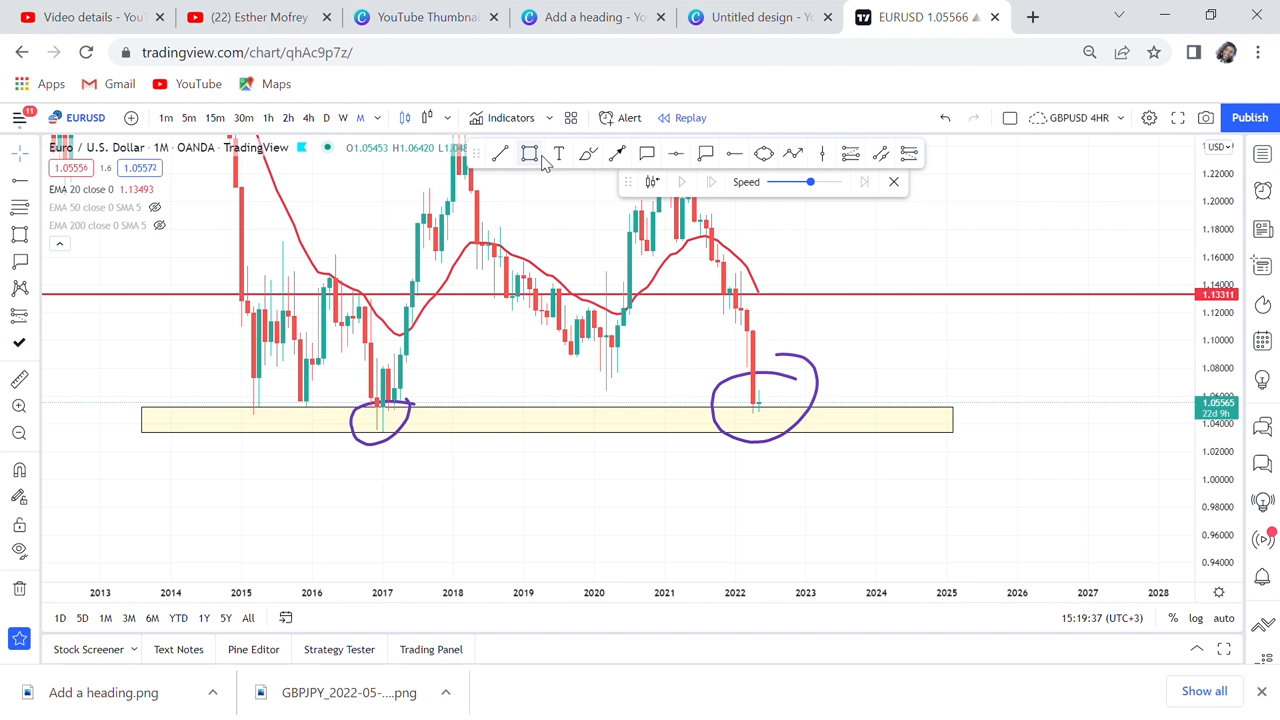 Video details - YouT
(22) Esther Mofrey
YouTube Thumbnai
Add a heading - Yo
Untitled design - Yo
EURUSD 1.05566
tradingview.com/chart/qhAc9p7z/
Apps
Gmail
YouTube
Maps
11
EURUSD
1m 5m 15m 30m 1h 2h 4h D W M
Indicators
Alert
Replay
GBPUSD 4HR
Publish
Euro / U.S. Dollar · 1M · OANDA · TradingView
O1.05453 H1.06420 L1.048
USD
1.05556 1.6 1.05572
Speed
EMA 20 close 0 1.13493
EMA 50 close 0 SMA 5
EMA 200 close 0 SMA 5
1.22000
1.20000
1.18000
1.16000
1.14000
1.13311
1.12000
1.10000
1.08000
1.05565
22d 9h
1.04000
1.02000
1.00000
0.98000
0.96000
0.94000
2013 2014 2015 2016 2017 2018 2019 2020 2021 2022 2023 2024 2025 2026 2027 2028
1D 5D 1M 3M 6M YTD 1Y 5Y All
15:19:37 (UTC+3)
% log auto
Stock Screener
Text Notes
Pine Editor
Strategy Tester
Trading Panel
Add a heading.png
GBPJPY_2022-05-....png
Show all